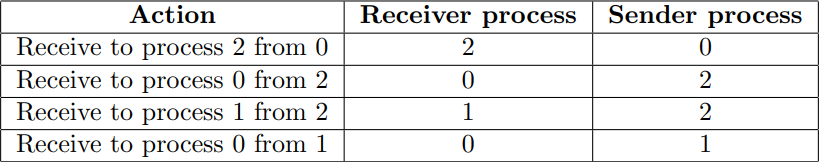 Action Receiver process Sender process
Receive to process 2 from 0 2 0
Receive to process 0 from 2 0 2
Receive to process 1 from 2 1 2
Receive to process 0 from 1 0 1